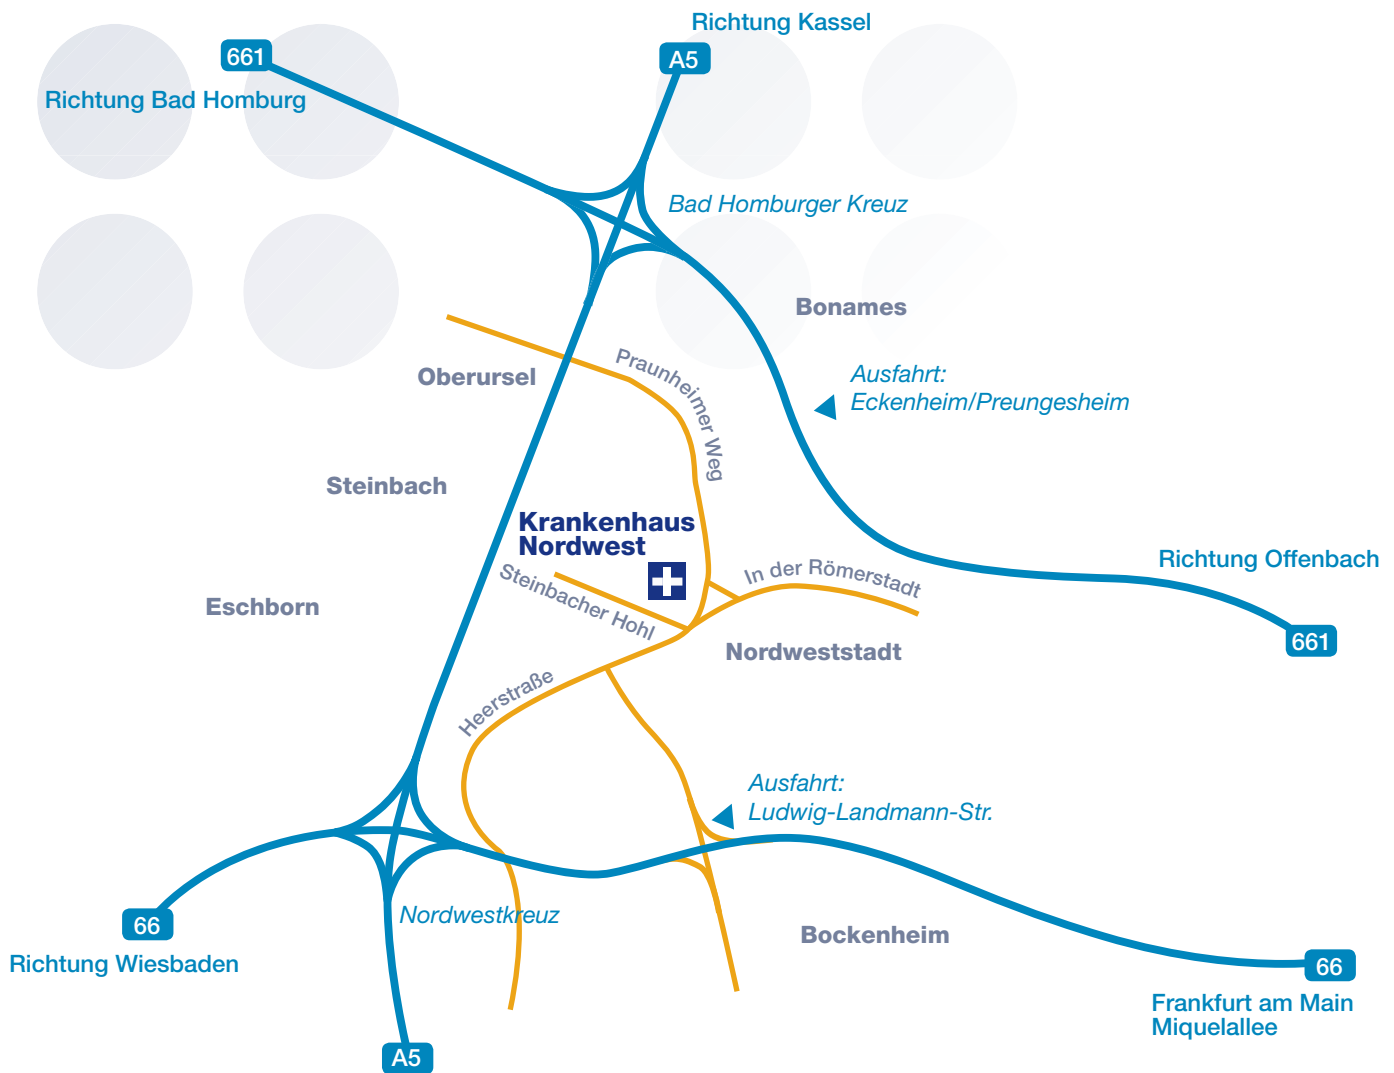 Richtung Kassel
661
A5
Richtung Bad Homburg
Bad Homburger Kreuz
Bonames
Praunheimer Weg
Oberursel
Ausfahrt:
Eckenheim/Preungesheim
Steinbach
Krankenhaus
Nordwest
Richtung Offenbach
In der Römerstadt
Steinbacher Hohl
Eschborn
661
Nordweststadt
Heerstraße
Ausfahrt:
Ludwig-Landmann-Str.
66
Nordwestkreuz
Bockenheim
Richtung Wiesbaden
66
Frankfurt am Main
Miquelallee
A5